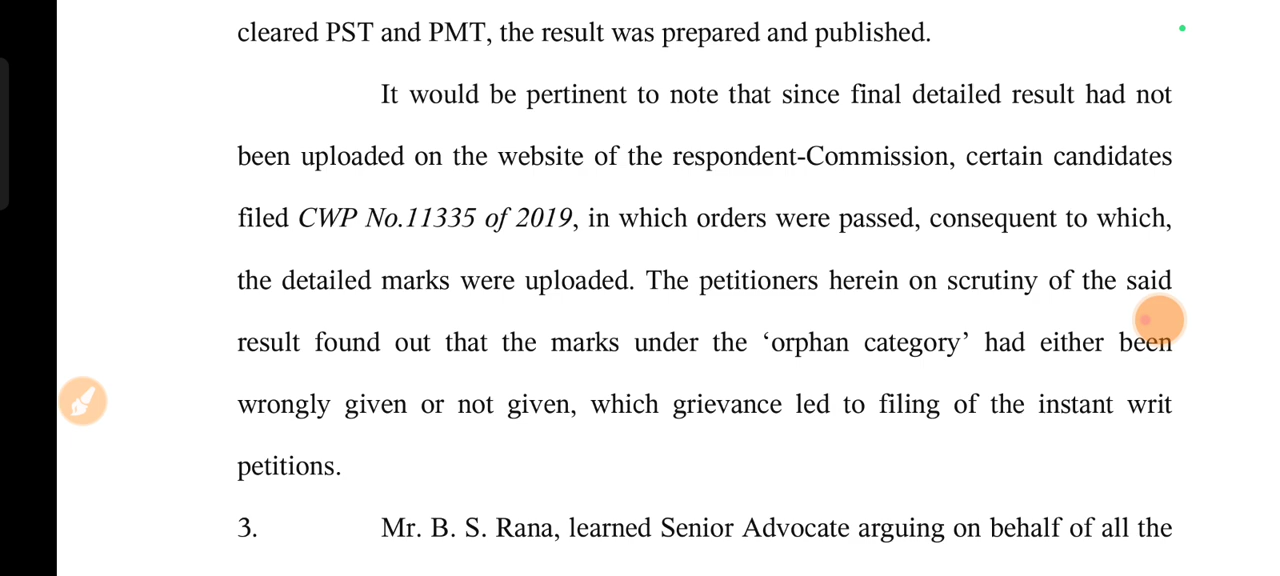 cleared PST and PMT, the result was prepared and published.
It would be pertinent to note that since final detailed result had not
been uploaded on the website of the respondent-Commission, certain candidates
filed CWP No.11335 of 2019, in which orders were passed, consequent to which,
the detailed marks were uploaded. The petitioners herein on scrutiny of the said
result found out that the marks under the ‘orphan category’ had either been
wrongly given or not given, which grievance led to filing of the instant writ
petitions.
3. Mr. B. S. Rana, learned Senior Advocate arguing on behalf of all the